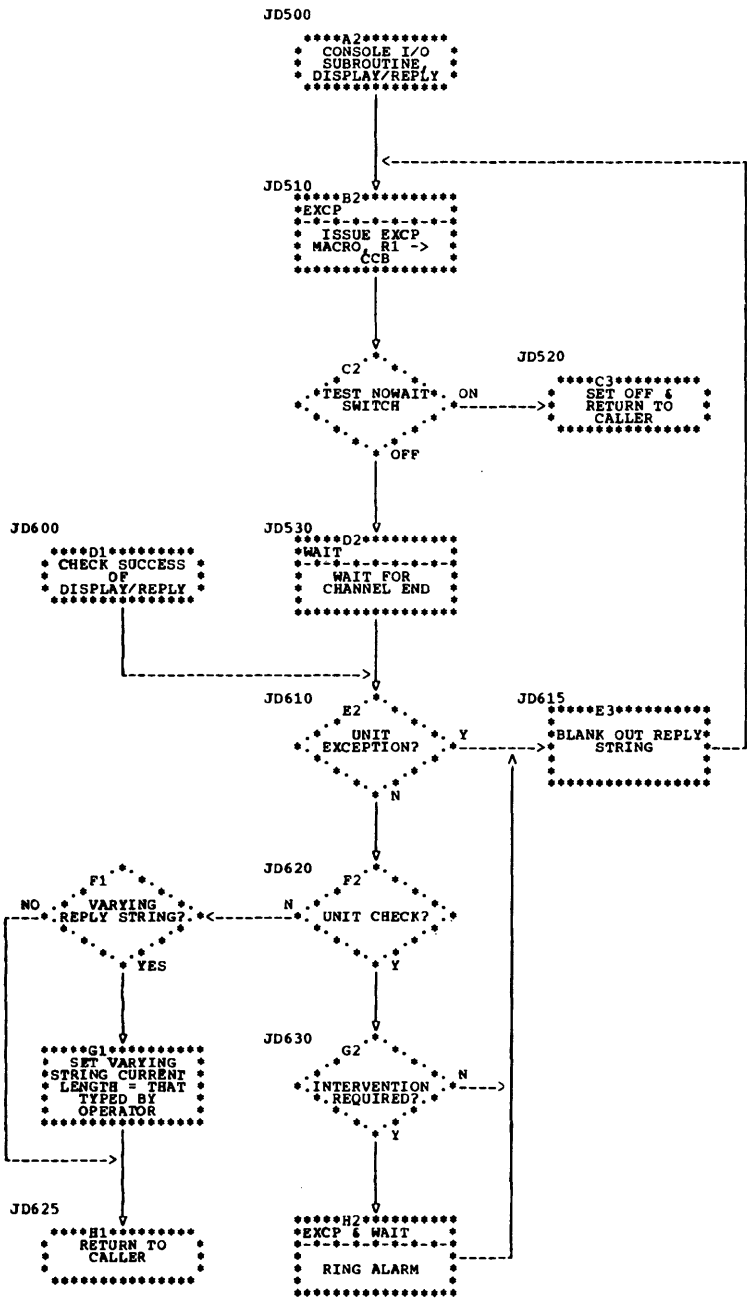 JD500
A2
CONSOLE I/O
SUBROUTINE,
DISPLAY/REPLY
JD510
B2
EXCP
ISSUE EXCP
MACRO, R1 ->
CCB
C2
TEST NOWAIT
SWITCH
ON
OFF
JD520
C3
SET OFF &
RETURN TO
CALLER
JD600
D1
CHECK SUCCESS
OF
DISPLAY/REPLY
JD530
D2
WAIT
WAIT FOR
CHANNEL END
JD610
E2
UNIT
EXCEPTION?
Y
N
JD615
E3
BLANK OUT REPLY
STRING
F1
VARYING
REPLY STRING?
NO
YES
JD620
F2
UNIT CHECK?
N
Y
G1
SET VARYING
STRING CURRENT
LENGTH = THAT
TYPED BY
OPERATOR
JD630
G2
INTERVENTION
REQUIRED?
N
Y
JD625
H1
RETURN TO
CALLER
H2
EXCP & WAIT
RING ALARM